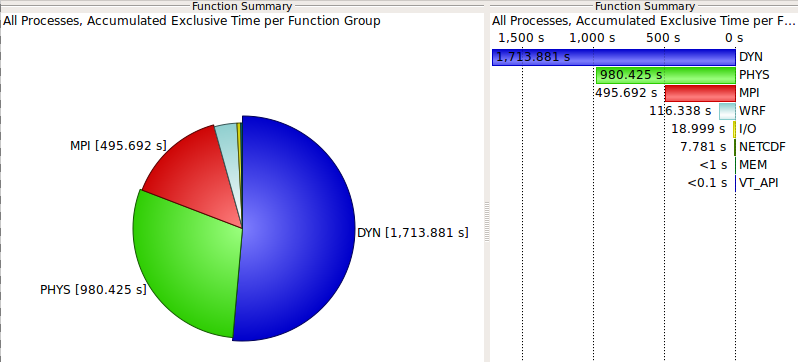 Function Summary
All Processes, Accumulated Exclusive Time per Function Group
MPI [495.692 s]
DYN [1,713.881 s]
PHYS [980.425 s]
Function Summary
All Processes, Accumulated Exclusive Time per F...
1,500 s 1,000 s 500 s 0 s
1,713.881 s DYN
980.425 s PHYS
495.692 s MPI
116.338 s WRF
18.999 s I/O
7.781 s NETCDF
<1 s MEM
<0.1 s VT_API